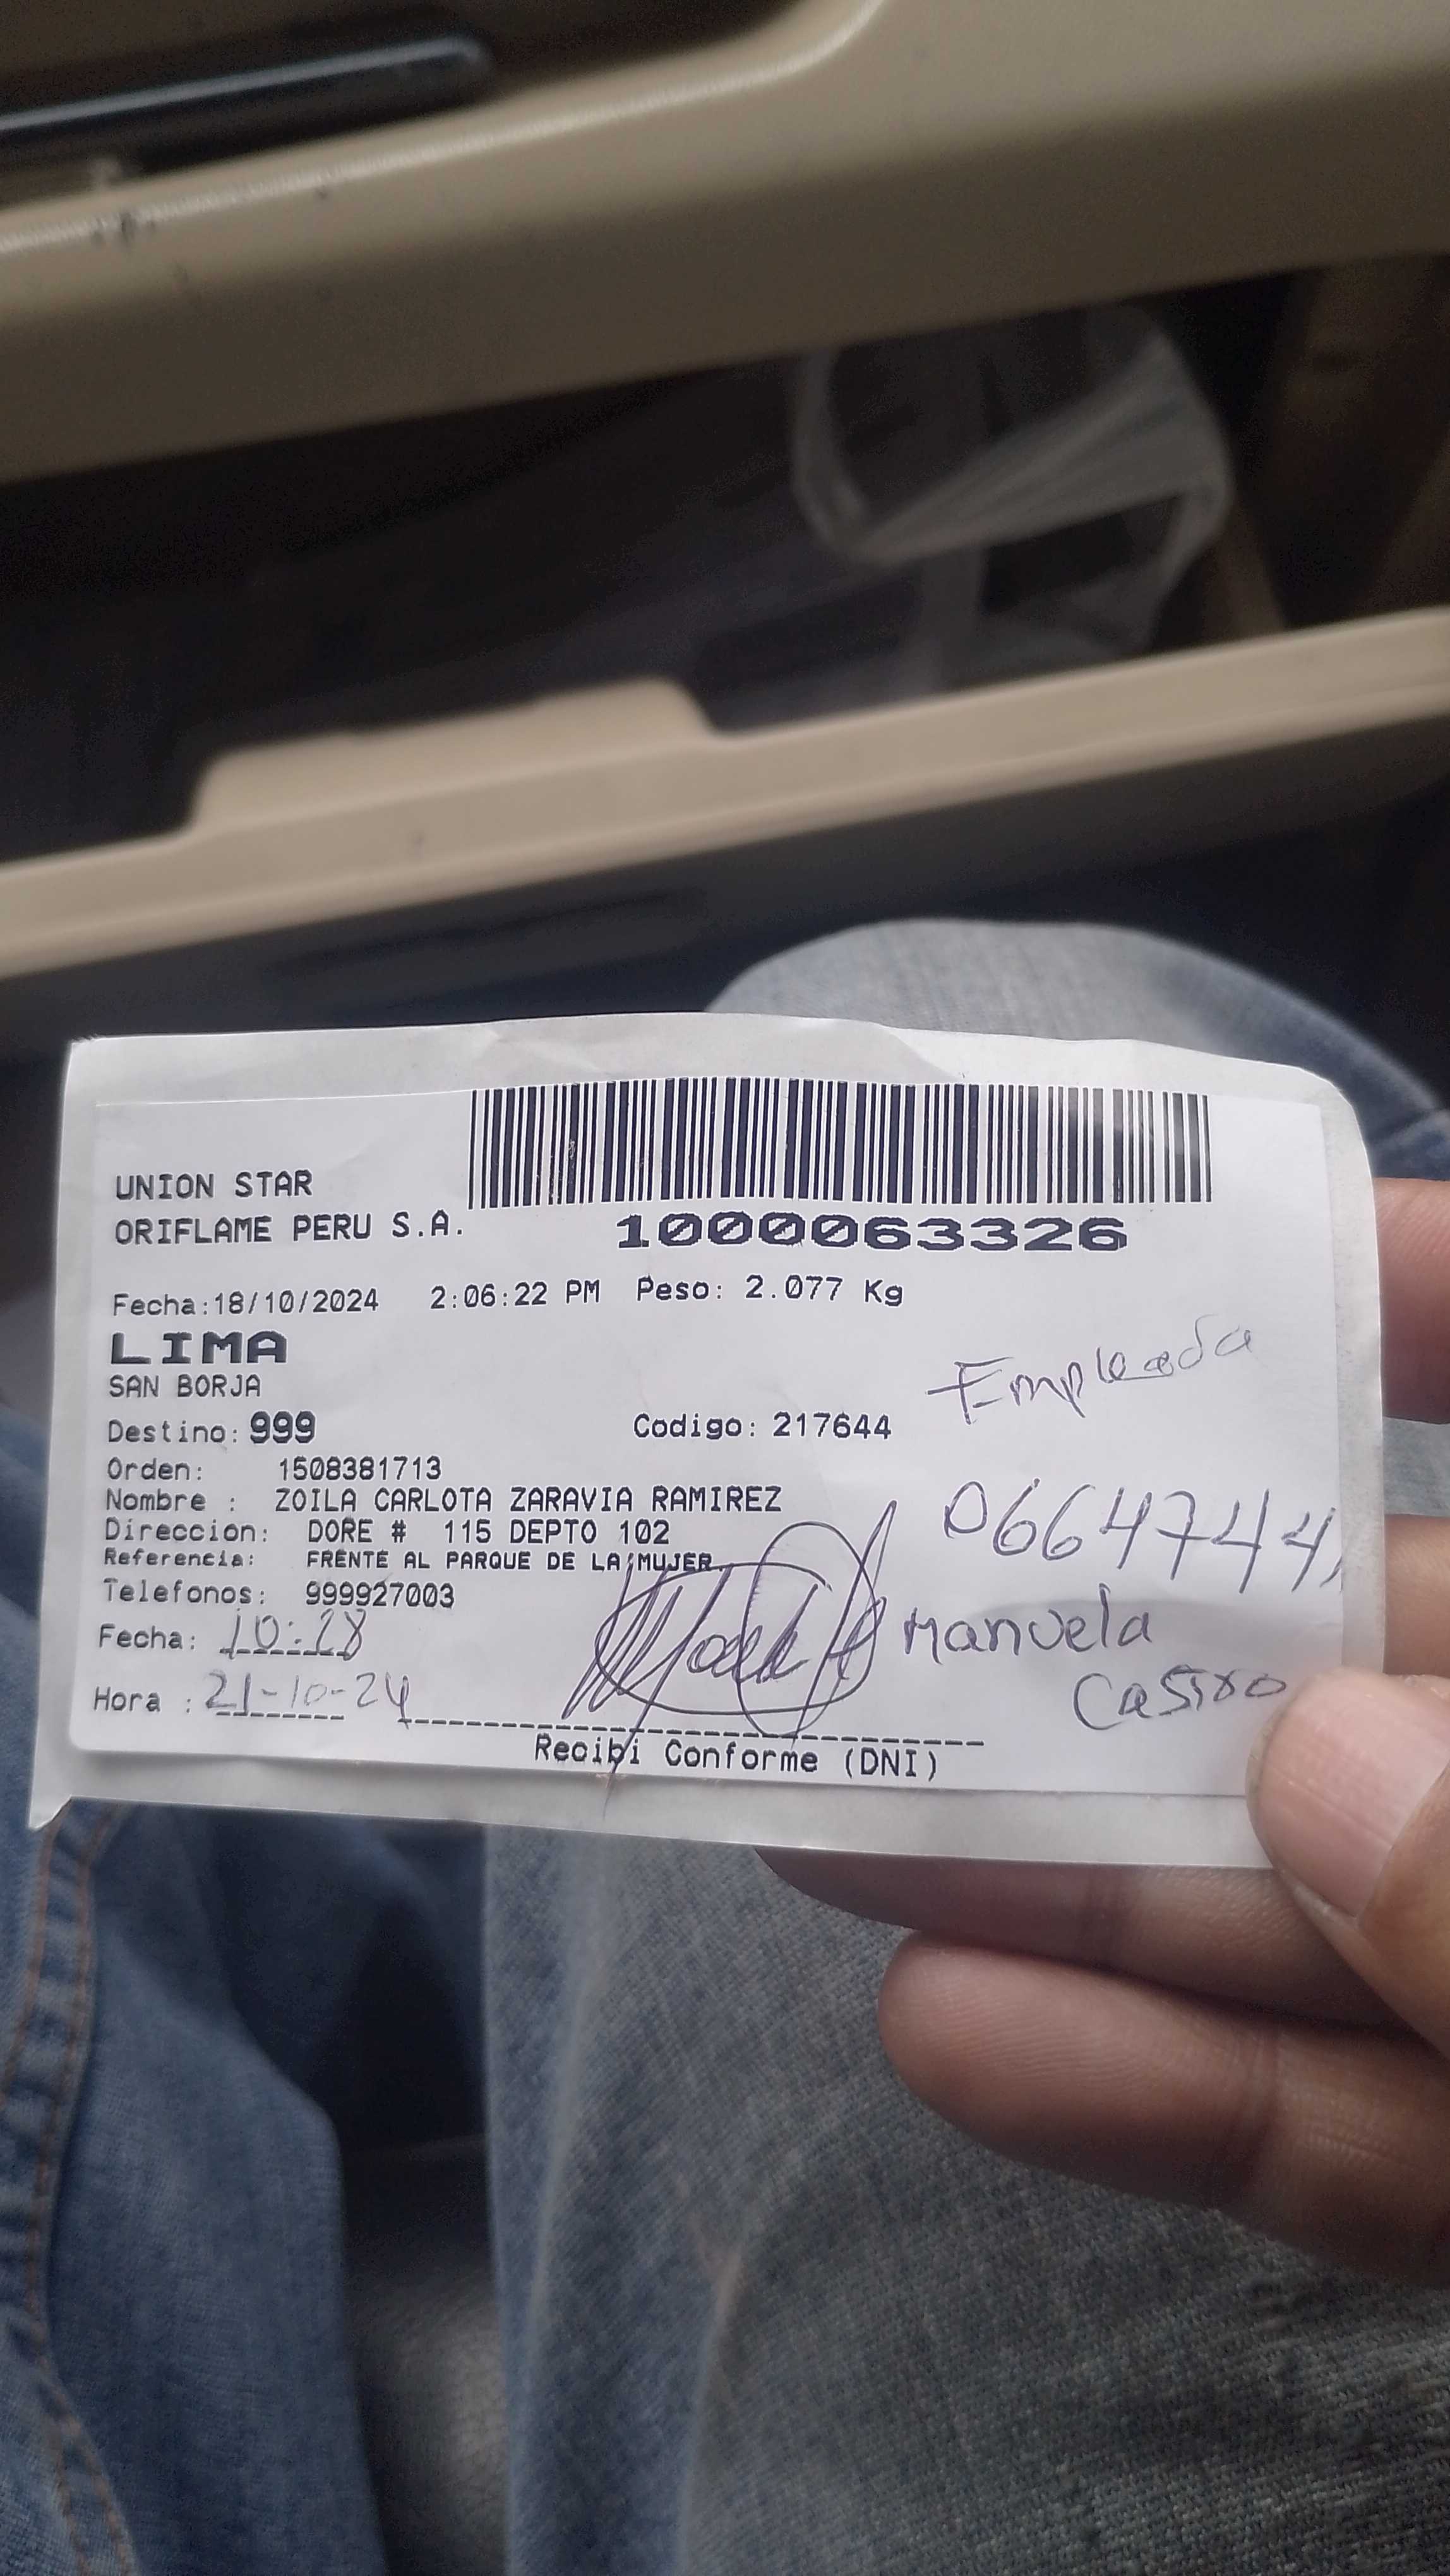 UNION STAR
ORIFLAME PERU S.A.
1000063326
Fecha:18/10/2024 2:06:22 PM Peso: 2.077 Kg
LIMA
SAN BORJA
Empleada
Destino: 999 Codigo: 217644
Orden: 1508381713
Nombre : ZOILA CARLOTA ZARAVIA RAMIREZ
Direccion: DORE # 115 DEPTO 102
06647441
Referencia: FRENTE AL PARQUE DE LA MUJER
Telefonos: 999927003
Fecha: 10:28
Manuela
Castro
Hora : 21-10-24
Recibi Conforme (DNI)